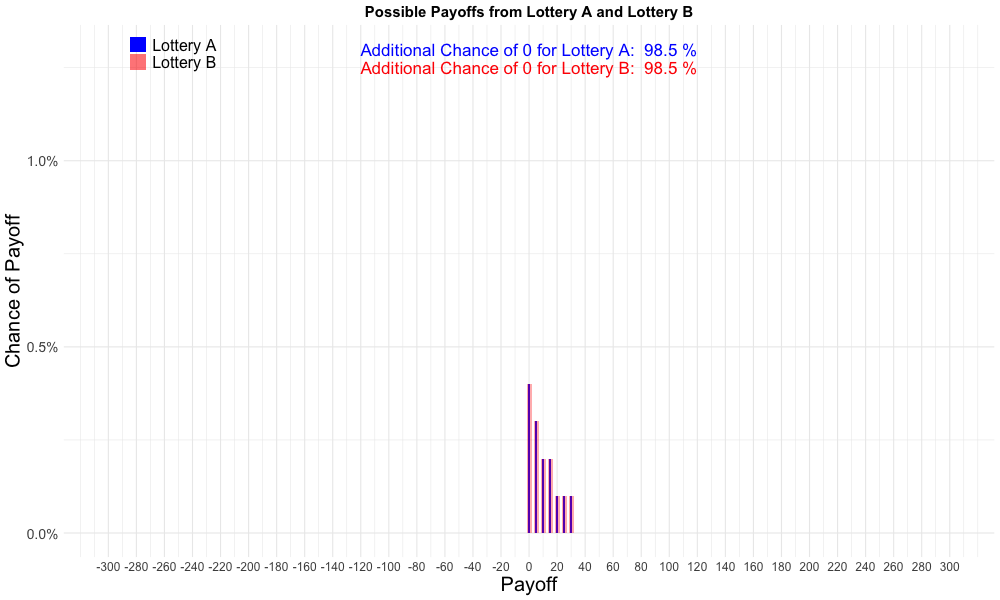 Possible Payoffs from Lottery A and Lottery B
Lottery A
Lottery B
Additional Chance of 0 for Lottery A:  98.5 %
Additional Chance of 0 for Lottery B:  98.5 %
Chance of Payoff
1.0%
0.5%
0.0%
-300 -280 -260 -240 -220 -200 -180 -160 -140 -120 -100 -80 -60 -40 -20 0 20 40 60 80 100 120 140 160 180 200 220 240 260 280 300
Payoff